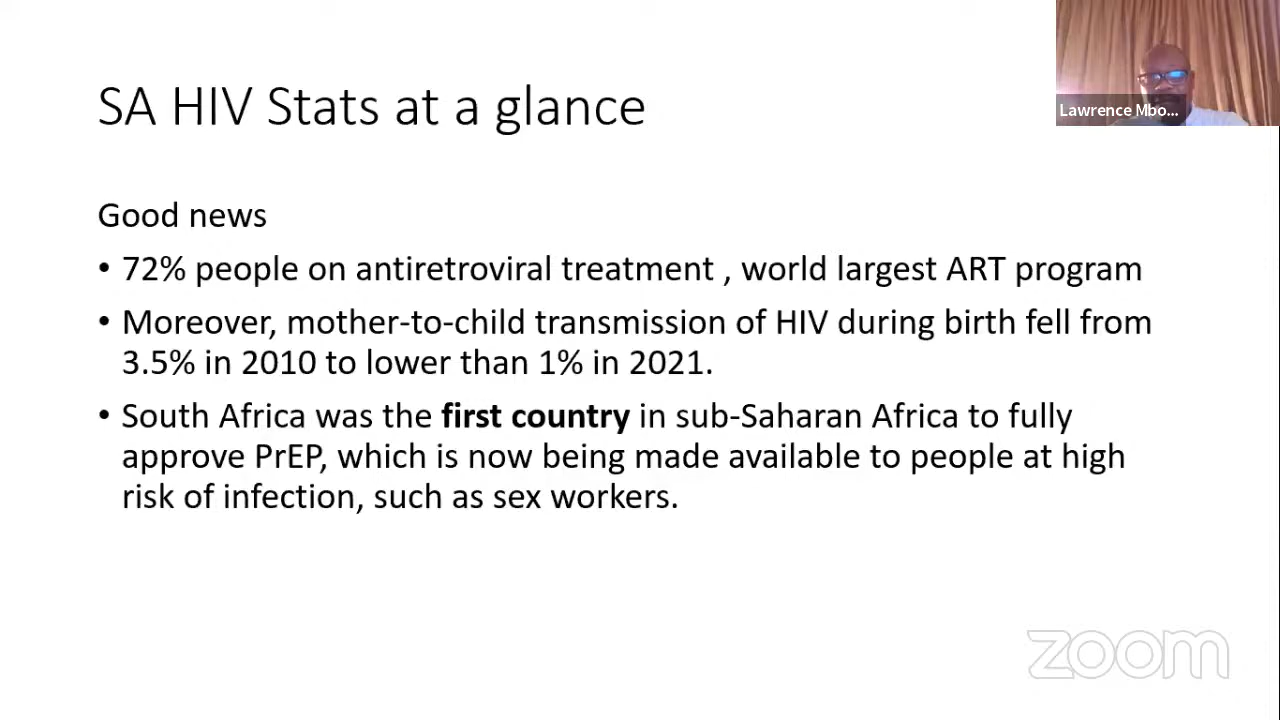 SA HIV Stats at a glance
Lawrence Mbo...
Good news
• 72% people on antiretroviral treatment , world largest ART program
• Moreover, mother-to-child transmission of HIV during birth fell from
3.5% in 2010 to lower than 1% in 2021.
• South Africa was the first country in sub-Saharan Africa to fully
approve PrEP, which is now being made available to people at high
risk of infection, such as sex workers.
zoom